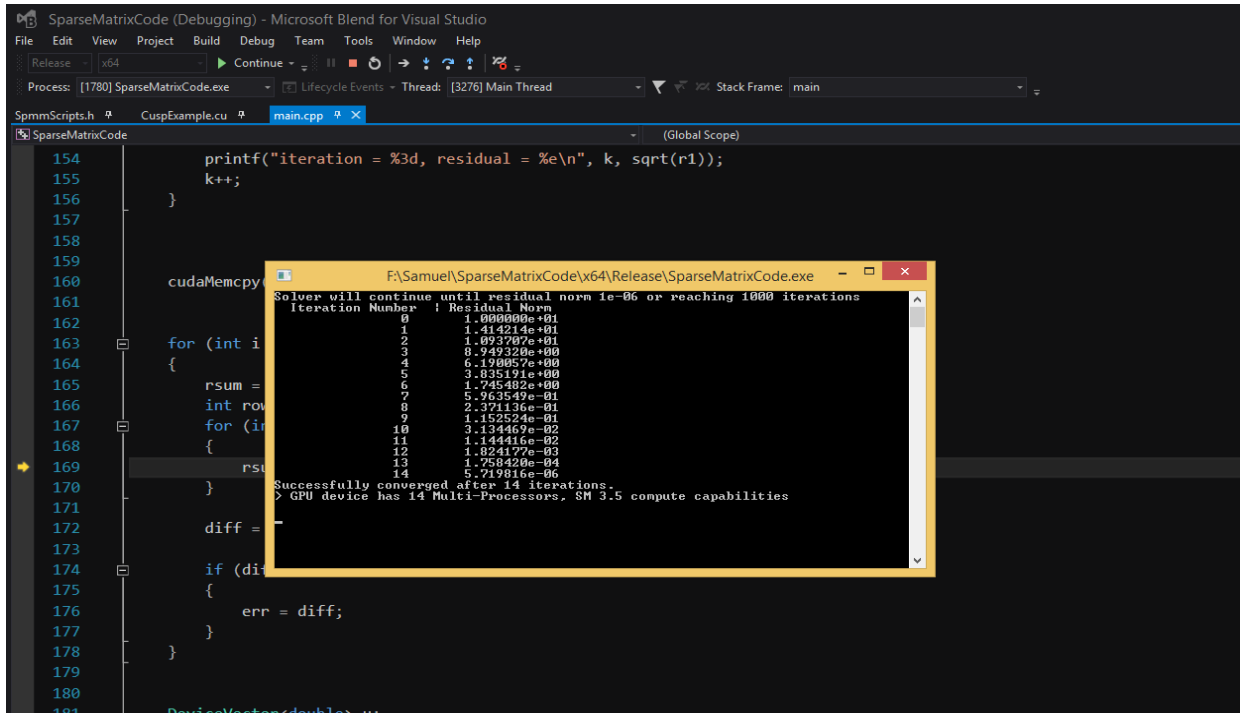 SparseMatrixCode (Debugging) - Microsoft Blend for Visual Studio
File Edit View Project Build Debug Team Tools Window Help
Release x64 Continue
Process: [1780] SparseMatrixCode.exe Lifecycle Events Thread: [3276] Main Thread Stack Frame: main
SpmmScripts.h CuspExample.cu main.cpp
SparseMatrixCode (Global Scope)
154 printf("iteration = %3d, residual = %e\n", k, sqrt(r1));
155 k++;
156 }
157
158
159
160 cudaMemcpy(
161
162
163 for (int i
164 {
165 rsum =
166 int row
167 for (in
168 {
169 rsu
170 }
171
172 diff =
173
174 if (dif
175 {
176 err = diff;
177 }
178 }
179
180
181 DeviceVector<double>
F:\Samuel\SparseMatrixCode\x64\Release\SparseMatrixCode.exe
Solver will continue until residual norm 1e-06 or reaching 1000 iterations
Iteration Number | Residual Norm
0 1.000000e+01
1 1.414214e+01
2 1.093707e+01
3 8.949320e+00
4 6.190057e+00
5 3.835191e+00
6 1.745482e+00
7 5.963549e-01
8 2.371136e-01
9 1.152524e-01
10 3.134469e-02
11 1.144416e-02
12 1.824177e-03
13 1.758420e-04
14 5.719816e-06
Successfully converged after 14 iterations.
> GPU device has 14 Multi-Processors, SM 3.5 compute capabilities